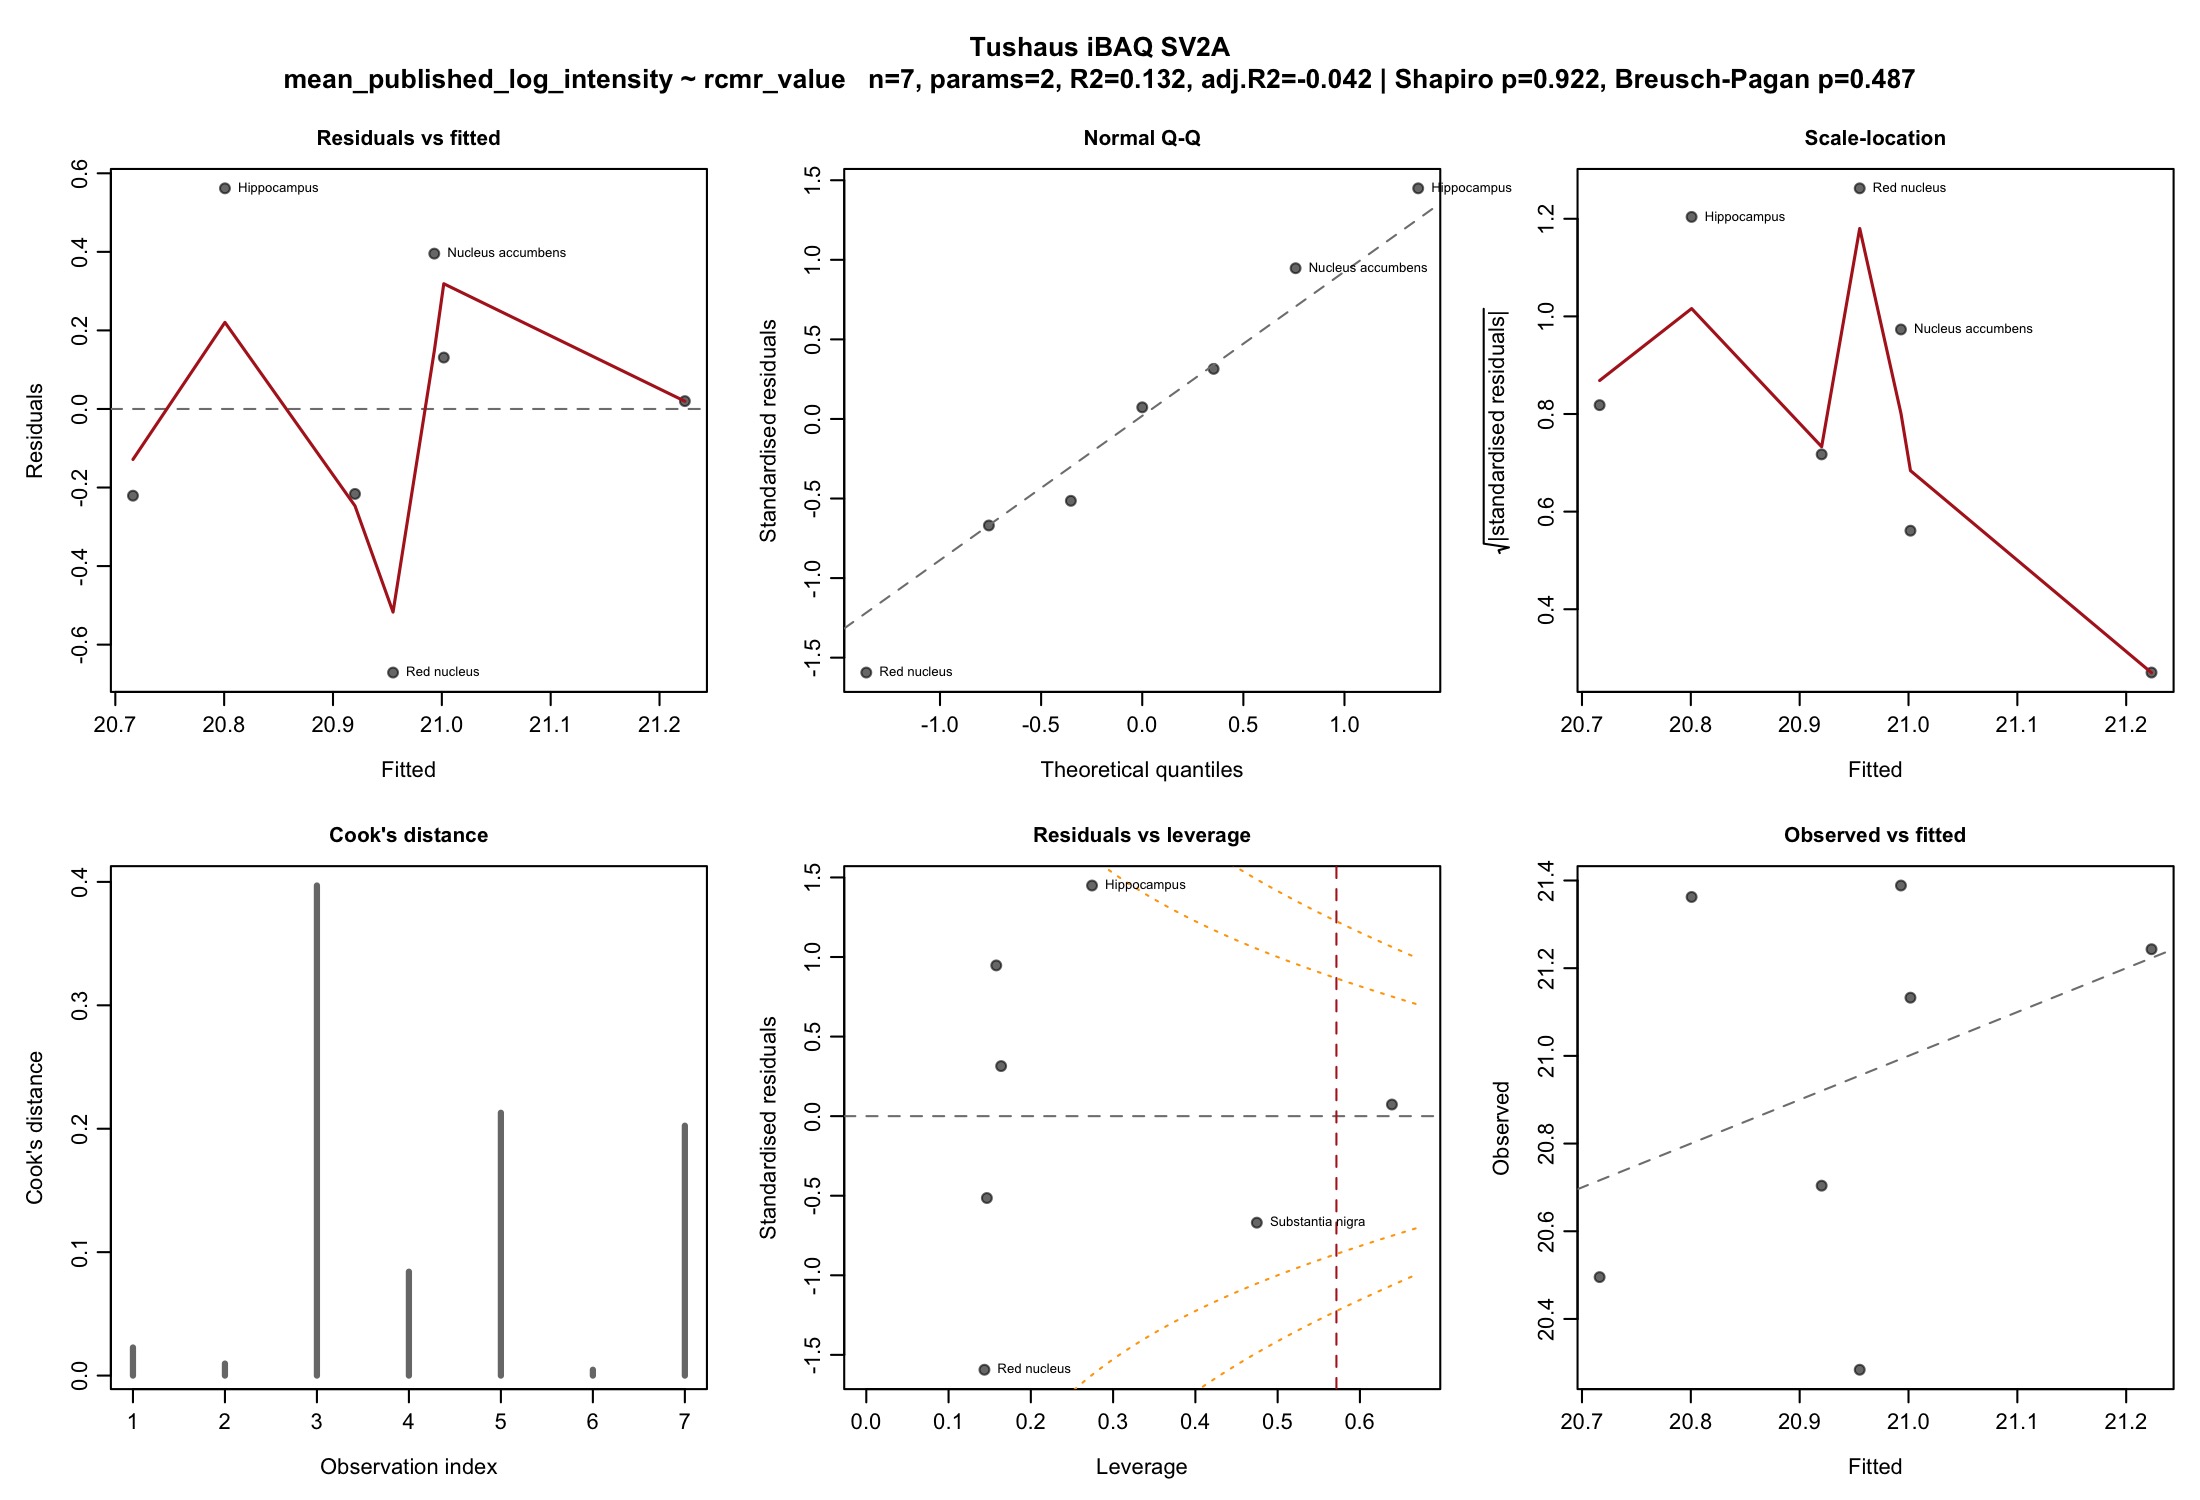 Tushaus iBAQ SV2A
mean_published_log_intensity ~ rcmr_value   n=7, params=2, R2=0.132, adj.R2=-0.042 | Shapiro p=0.922, Breusch-Pagan p=0.487
Residuals vs fitted
Residuals
0.6
0.4
0.2
0.0
-0.2
-0.4
-0.6
Hippocampus
Nucleus accumbens
Red nucleus
20.7 20.8 20.9 21.0 21.1 21.2
Fitted
Normal Q-Q
Standardised residuals
1.5
1.0
0.5
0.0
-0.5
-1.0
-1.5
Hippocampus
Nucleus accumbens
Red nucleus
-1.0 -0.5 0.0 0.5 1.0
Theoretical quantiles
Scale-location
√|standardised residuals|
1.2
1.0
0.8
0.6
0.4
Red nucleus
Hippocampus
Nucleus accumbens
20.7 20.8 20.9 21.0 21.1 21.2
Fitted
Cook's distance
Cook's distance
0.4
0.3
0.2
0.1
0.0
1 2 3 4 5 6 7
Observation index
Residuals vs leverage
Standardised residuals
1.5
1.0
0.5
0.0
-0.5
-1.0
-1.5
Hippocampus
Substantia nigra
Red nucleus
0.0 0.1 0.2 0.3 0.4 0.5 0.6
Leverage
Observed vs fitted
Observed
21.4
21.2
21.0
20.8
20.6
20.4
20.7 20.8 20.9 21.0 21.1 21.2
Fitted